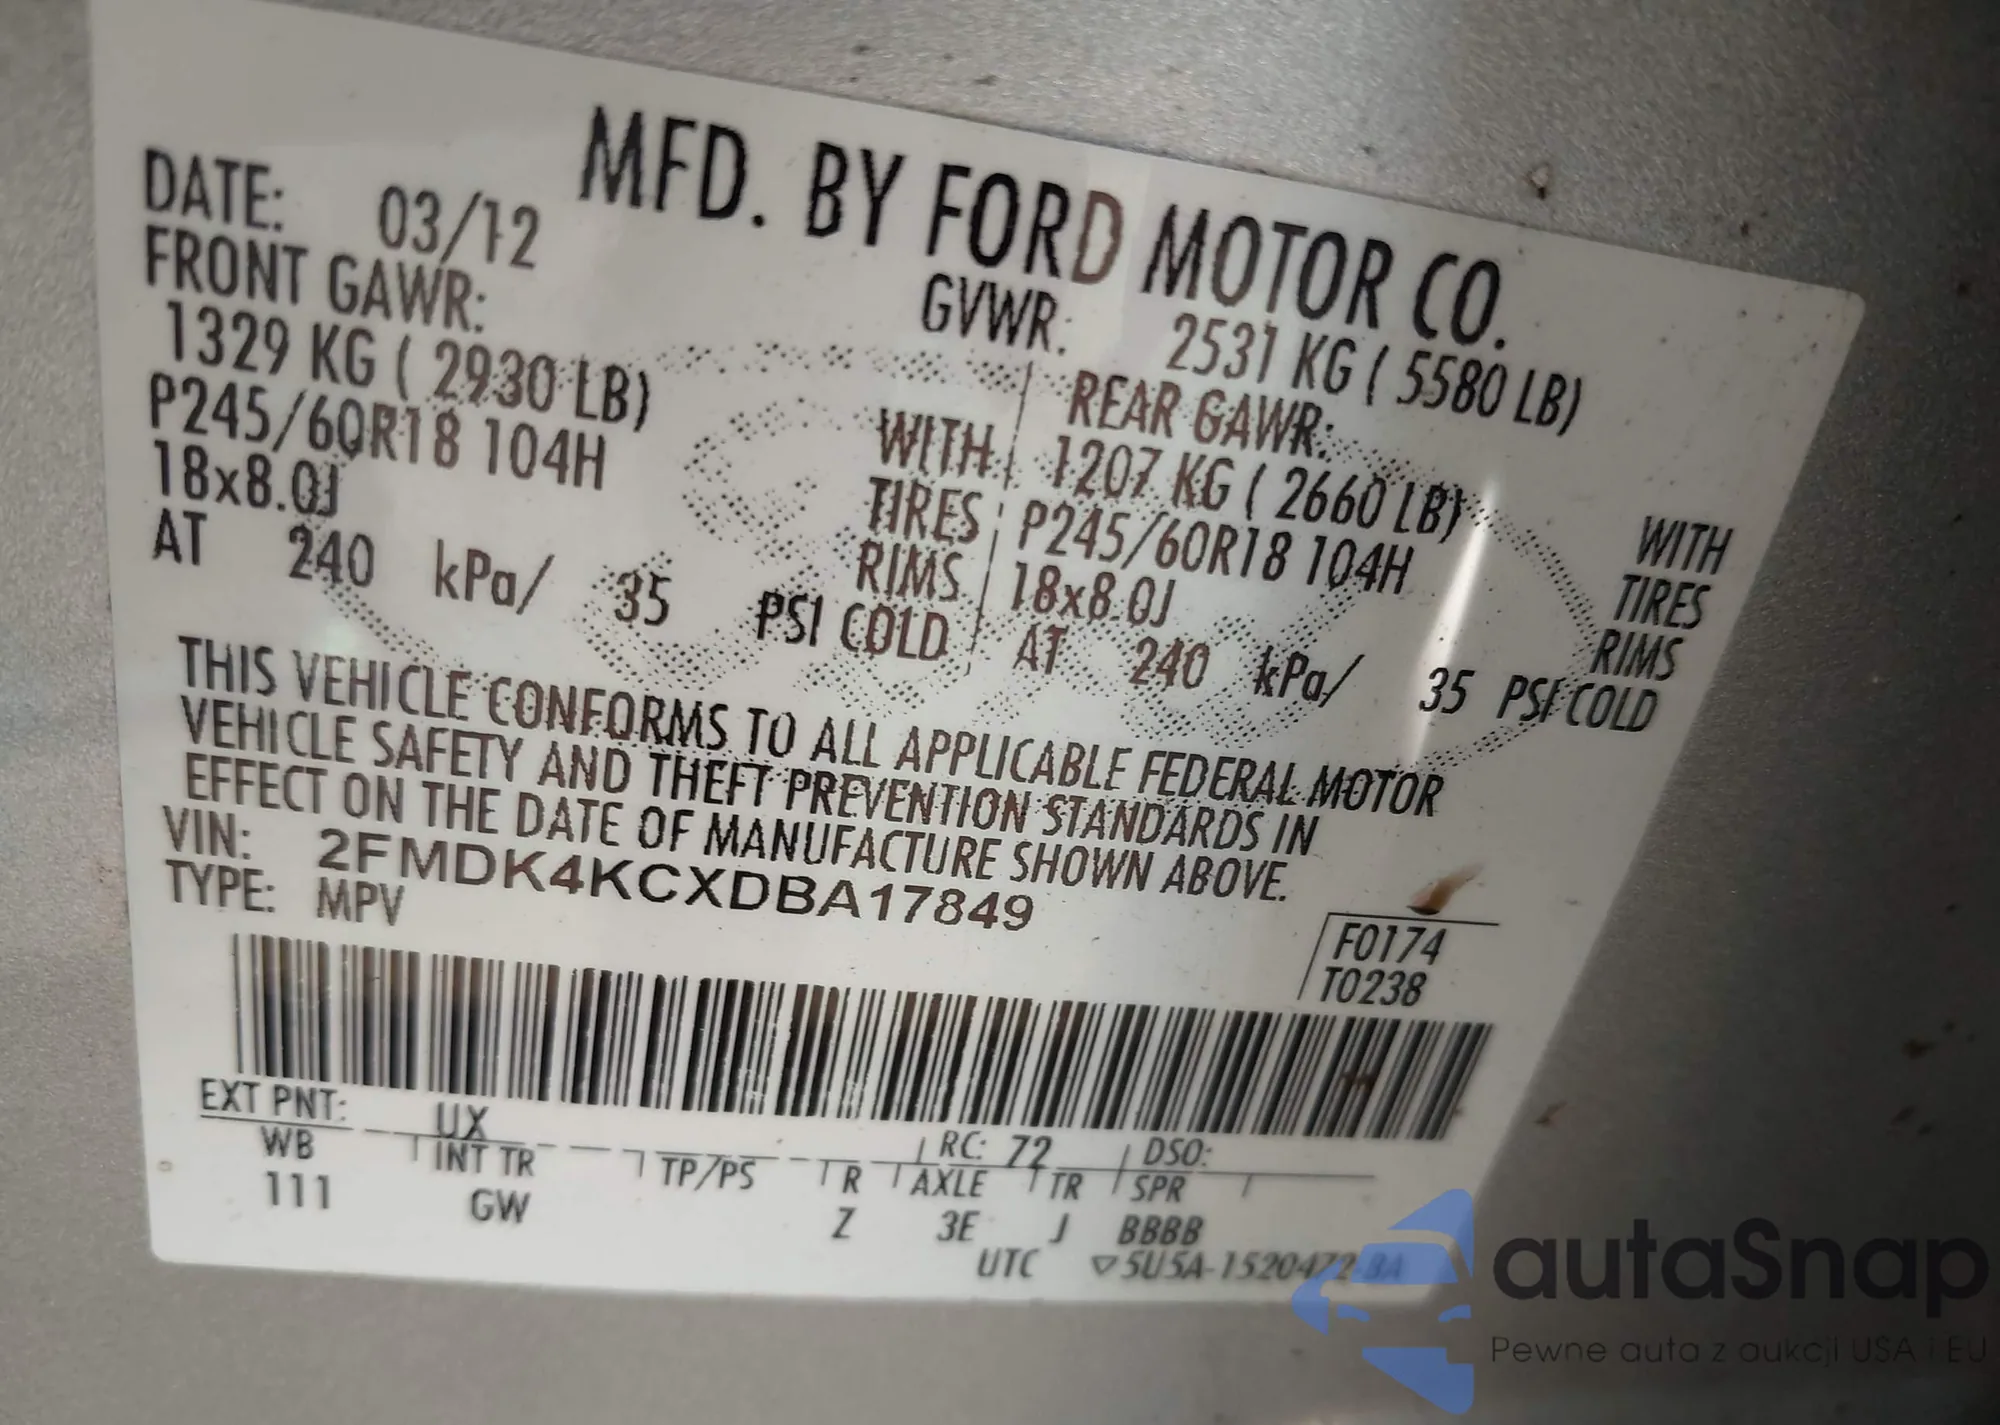 MFD. BY FORD MOTOR CO.
DATE: 03/12
GVWR: 2531 KG ( 5580 LB)
FRONT GAWR:
1329 KG ( 2930 LB)
P245/60R18 104H
18x8.0J
AT 240 kPa/ 35 PSI COLD
WITH
TIRES
RIMS
REAR GAWR:
1207 KG ( 2660 LB)
P245/60R18 104H
18x8.0J
AT 240 kPa/ 35 PSI COLD
WITH
TIRES
RIMS
THIS VEHICLE CONFORMS TO ALL APPLICABLE FEDERAL MOTOR
VEHICLE SAFETY AND THEFT PREVENTION STANDARDS IN
EFFECT ON THE DATE OF MANUFACTURE SHOWN ABOVE.
VIN: 2FMDK4KCXDBA17849
TYPE: MPV
F0174
T0238
EXT PNT: UX RC: 72 DSO:
WB INT TR TP/PS R AXLE TR SPR
111 GW Z 3E J BBBB
UTC ▽5U5A-1520472-BA
autaSnap
Pewne auta z aukcji USA i EU